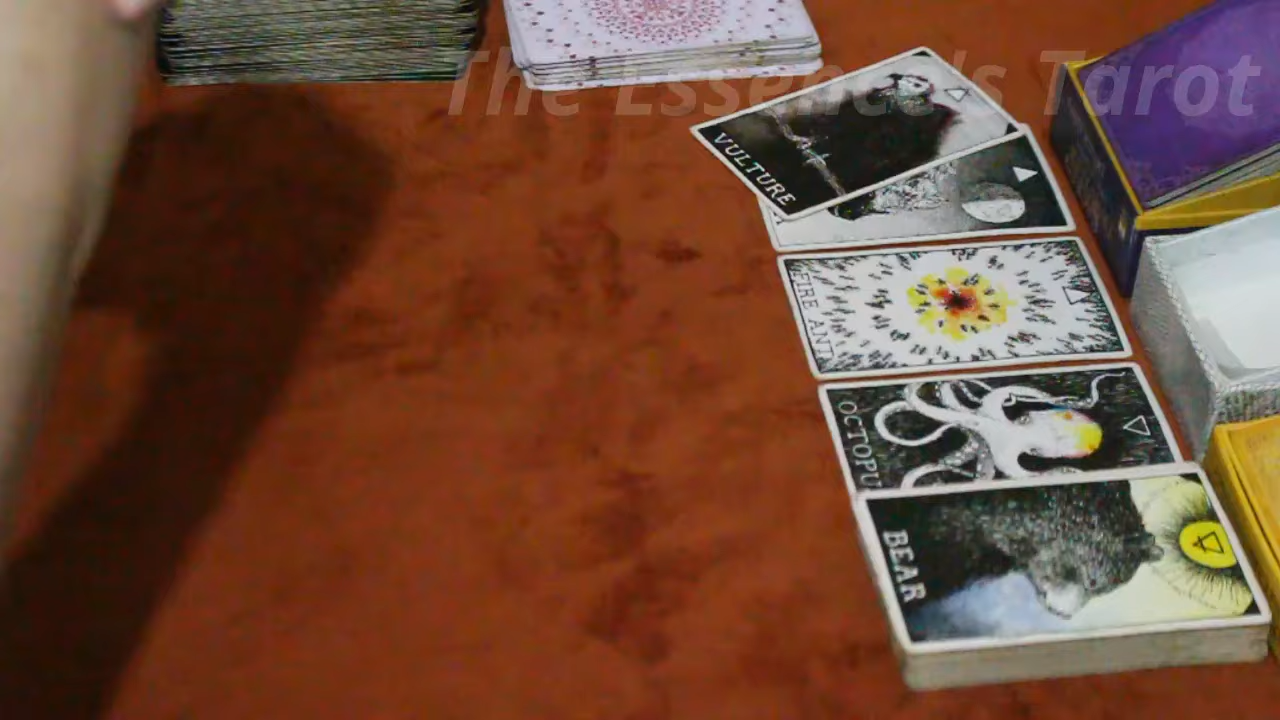 The Essence's Tarot
VULTURE
FIRE ANT
OCTOPU
BEAR